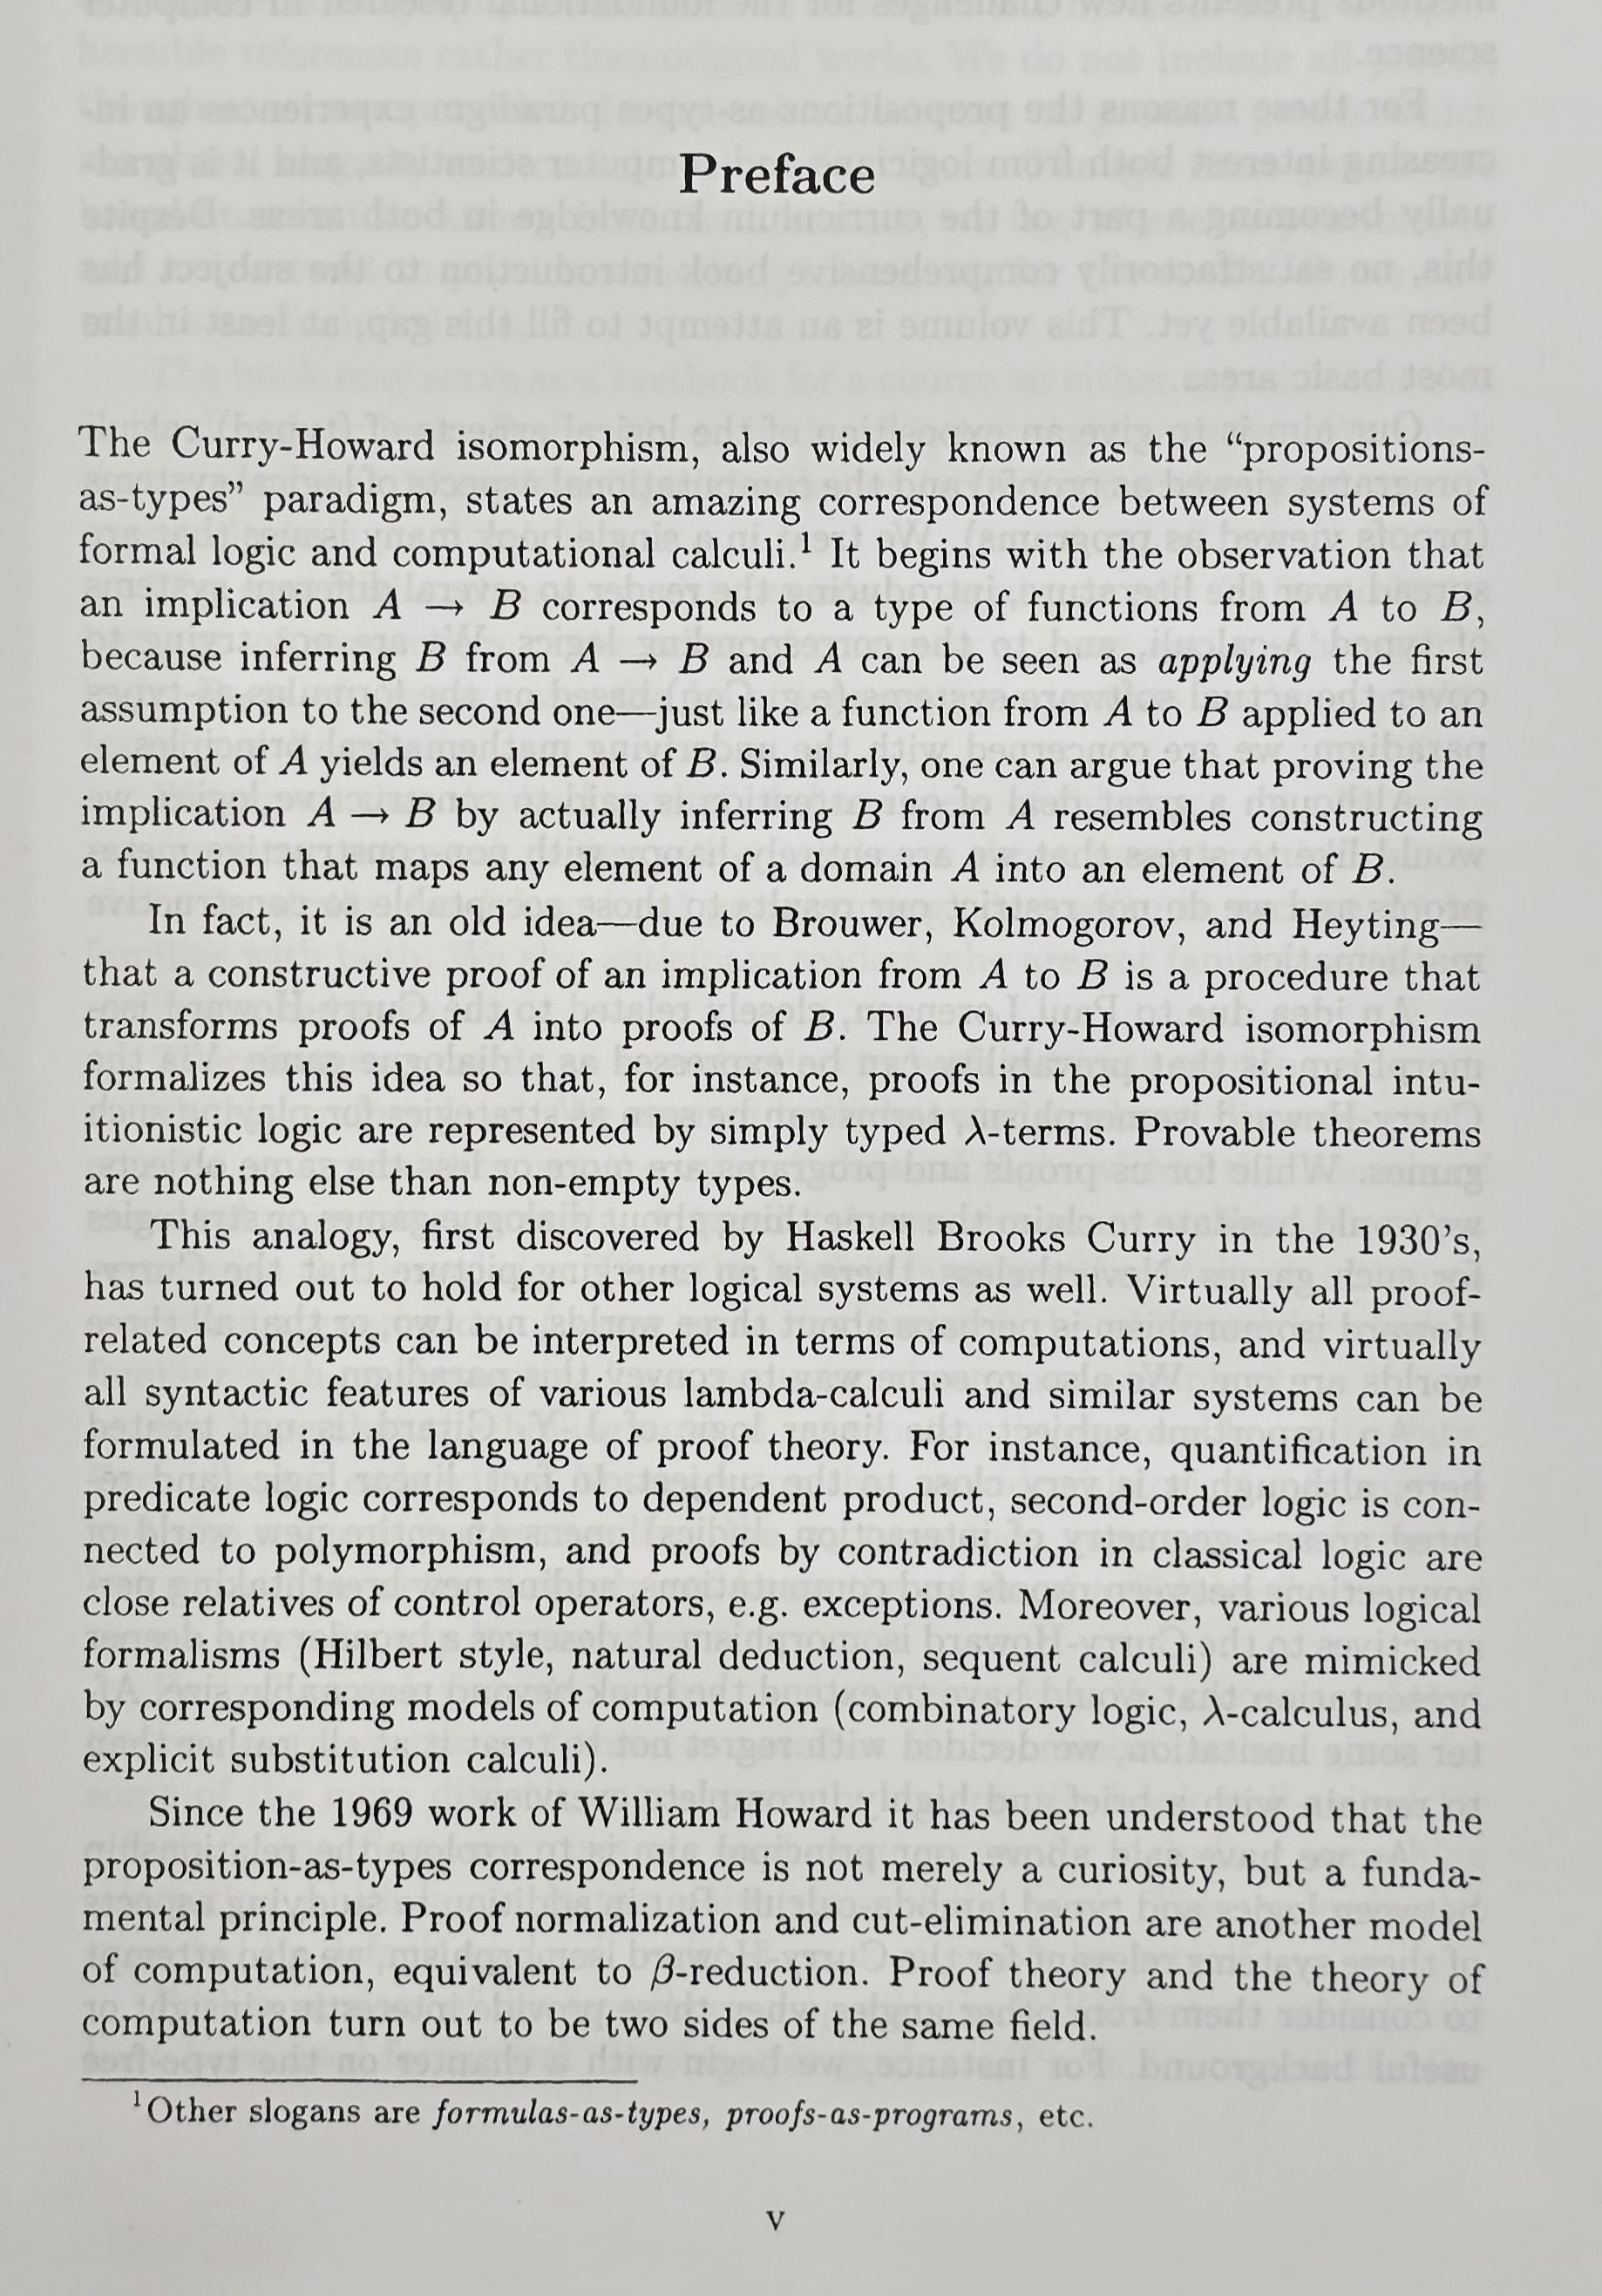 Preface
The Curry-Howard isomorphism, also widely known as the “propositions-
as-types” paradigm, states an amazing correspondence between systems of
formal logic and computational calculi.¹ It begins with the observation that
an implication A → B corresponds to a type of functions from A to B,
because inferring B from A → B and A can be seen as applying the first
assumption to the second one—just like a function from A to B applied to an
element of A yields an element of B. Similarly, one can argue that proving the
implication A → B by actually inferring B from A resembles constructing
a function that maps any element of a domain A into an element of B.
In fact, it is an old idea—due to Brouwer, Kolmogorov, and Heyting—
that a constructive proof of an implication from A to B is a procedure that
transforms proofs of A into proofs of B. The Curry-Howard isomorphism
formalizes this idea so that, for instance, proofs in the propositional intu-
itionistic logic are represented by simply typed λ-terms. Provable theorems
are nothing else than non-empty types.
This analogy, first discovered by Haskell Brooks Curry in the 1930’s,
has turned out to hold for other logical systems as well. Virtually all proof-
related concepts can be interpreted in terms of computations, and virtually
all syntactic features of various lambda-calculi and similar systems can be
formulated in the language of proof theory. For instance, quantification in
predicate logic corresponds to dependent product, second-order logic is con-
nected to polymorphism, and proofs by contradiction in classical logic are
close relatives of control operators, e.g. exceptions. Moreover, various logical
formalisms (Hilbert style, natural deduction, sequent calculi) are mimicked
by corresponding models of computation (combinatory logic, λ-calculus, and
explicit substitution calculi).
Since the 1969 work of William Howard it has been understood that the
proposition-as-types correspondence is not merely a curiosity, but a funda-
mental principle. Proof normalization and cut-elimination are another model
of computation, equivalent to β-reduction. Proof theory and the theory of
computation turn out to be two sides of the same field.
¹Other slogans are formulas-as-types, proofs-as-programs, etc.
v